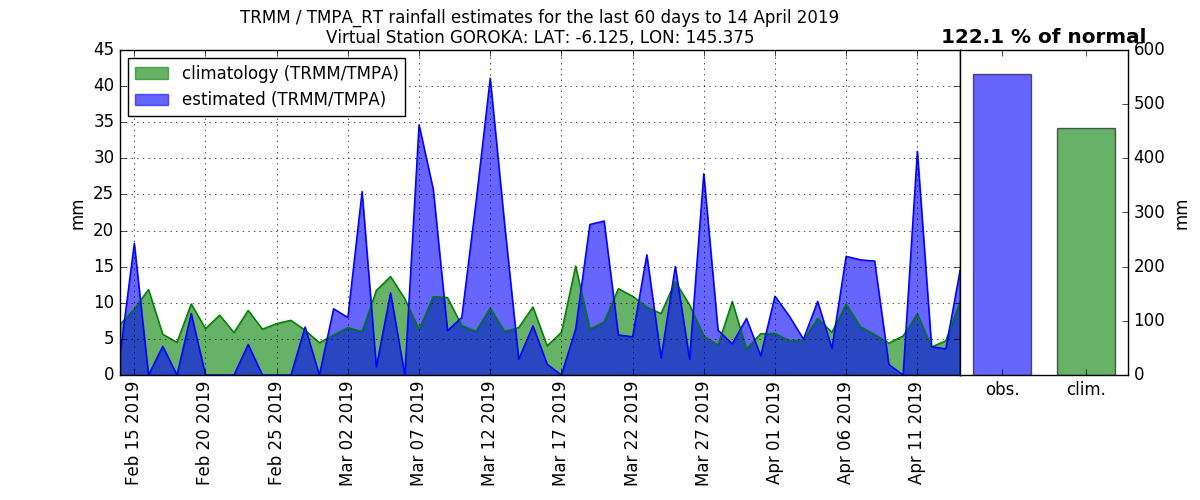 TRMM / TMPA_RT rainfall estimates for the last 60 days to 14 April 2019
Virtual Station GOROKA: LAT: -6.125, LON: 145.375
122.1 % of normal
climatology (TRMM/TMPA)
estimated (TRMM/TMPA)
45
40
35
30
25
20
15
10
5
0
mm
Feb 15 2019
Feb 20 2019
Feb 25 2019
Mar 02 2019
Mar 07 2019
Mar 12 2019
Mar 17 2019
Mar 22 2019
Mar 27 2019
Apr 01 2019
Apr 06 2019
Apr 11 2019
obs.
clim.
600
500
400
300
200
100
0
mm